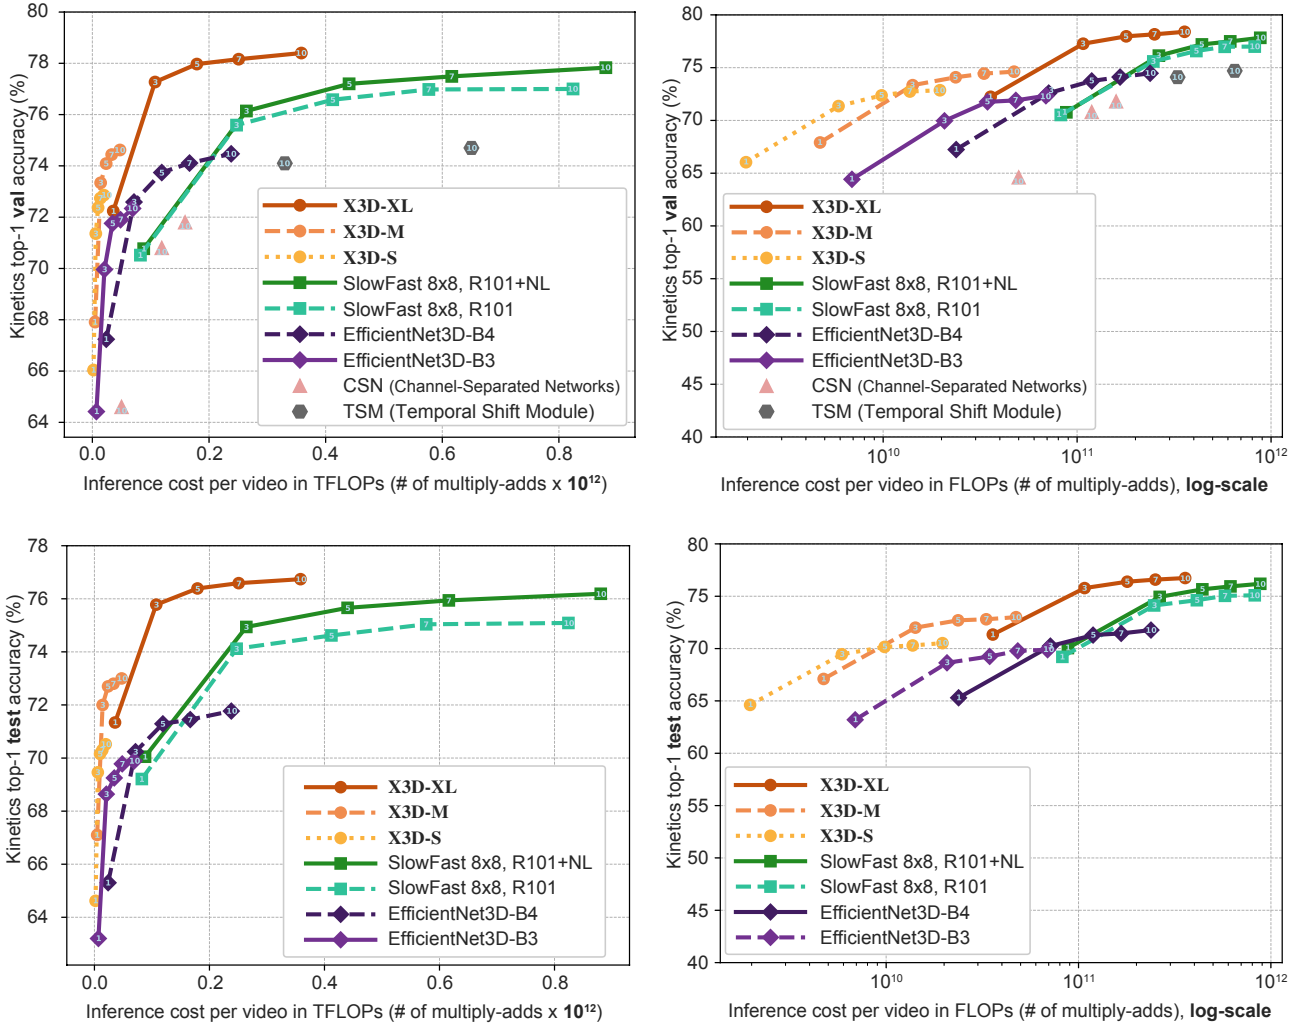 80
78
76
74
72
70
68
66
64
Kinetics top-1 val accuracy (%)
X3D-XL
X3D-M
X3D-S
SlowFast 8x8, R101+NL
SlowFast 8x8, R101
EfficientNet3D-B4
EfficientNet3D-B3
CSN (Channel-Separated Networks)
TSM (Temporal Shift Module)
0.0 0.2 0.4 0.6 0.8
Inference cost per video in TFLOPs (# of multiply-adds x 10¹²)
80
75
70
65
60
55
50
45
40
Kinetics top-1 val accuracy (%)
X3D-XL
X3D-M
X3D-S
SlowFast 8x8, R101+NL
SlowFast 8x8, R101
EfficientNet3D-B4
EfficientNet3D-B3
CSN (Channel-Separated Networks)
TSM (Temporal Shift Module)
10¹⁰ 10¹¹ 10¹²
Inference cost per video in FLOPs (# of multiply-adds), log-scale
78
76
74
72
70
68
66
64
Kinetics top-1 test accuracy (%)
X3D-XL
X3D-M
X3D-S
SlowFast 8x8, R101+NL
SlowFast 8x8, R101
EfficientNet3D-B4
EfficientNet3D-B3
0.0 0.2 0.4 0.6 0.8
Inference cost per video in TFLOPs (# of multiply-adds x 10¹²)
80
75
70
65
60
55
50
45
40
Kinetics top-1 test accuracy (%)
X3D-XL
X3D-M
X3D-S
SlowFast 8x8, R101+NL
SlowFast 8x8, R101
EfficientNet3D-B4
EfficientNet3D-B3
10¹⁰ 10¹¹ 10¹²
Inference cost per video in FLOPs (# of multiply-adds), log-scale